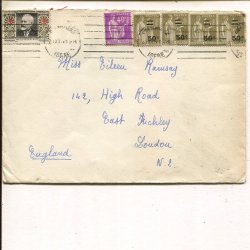 Miss Eileen Ramsay
142, High Road
East Finchley
London
N. 2
England